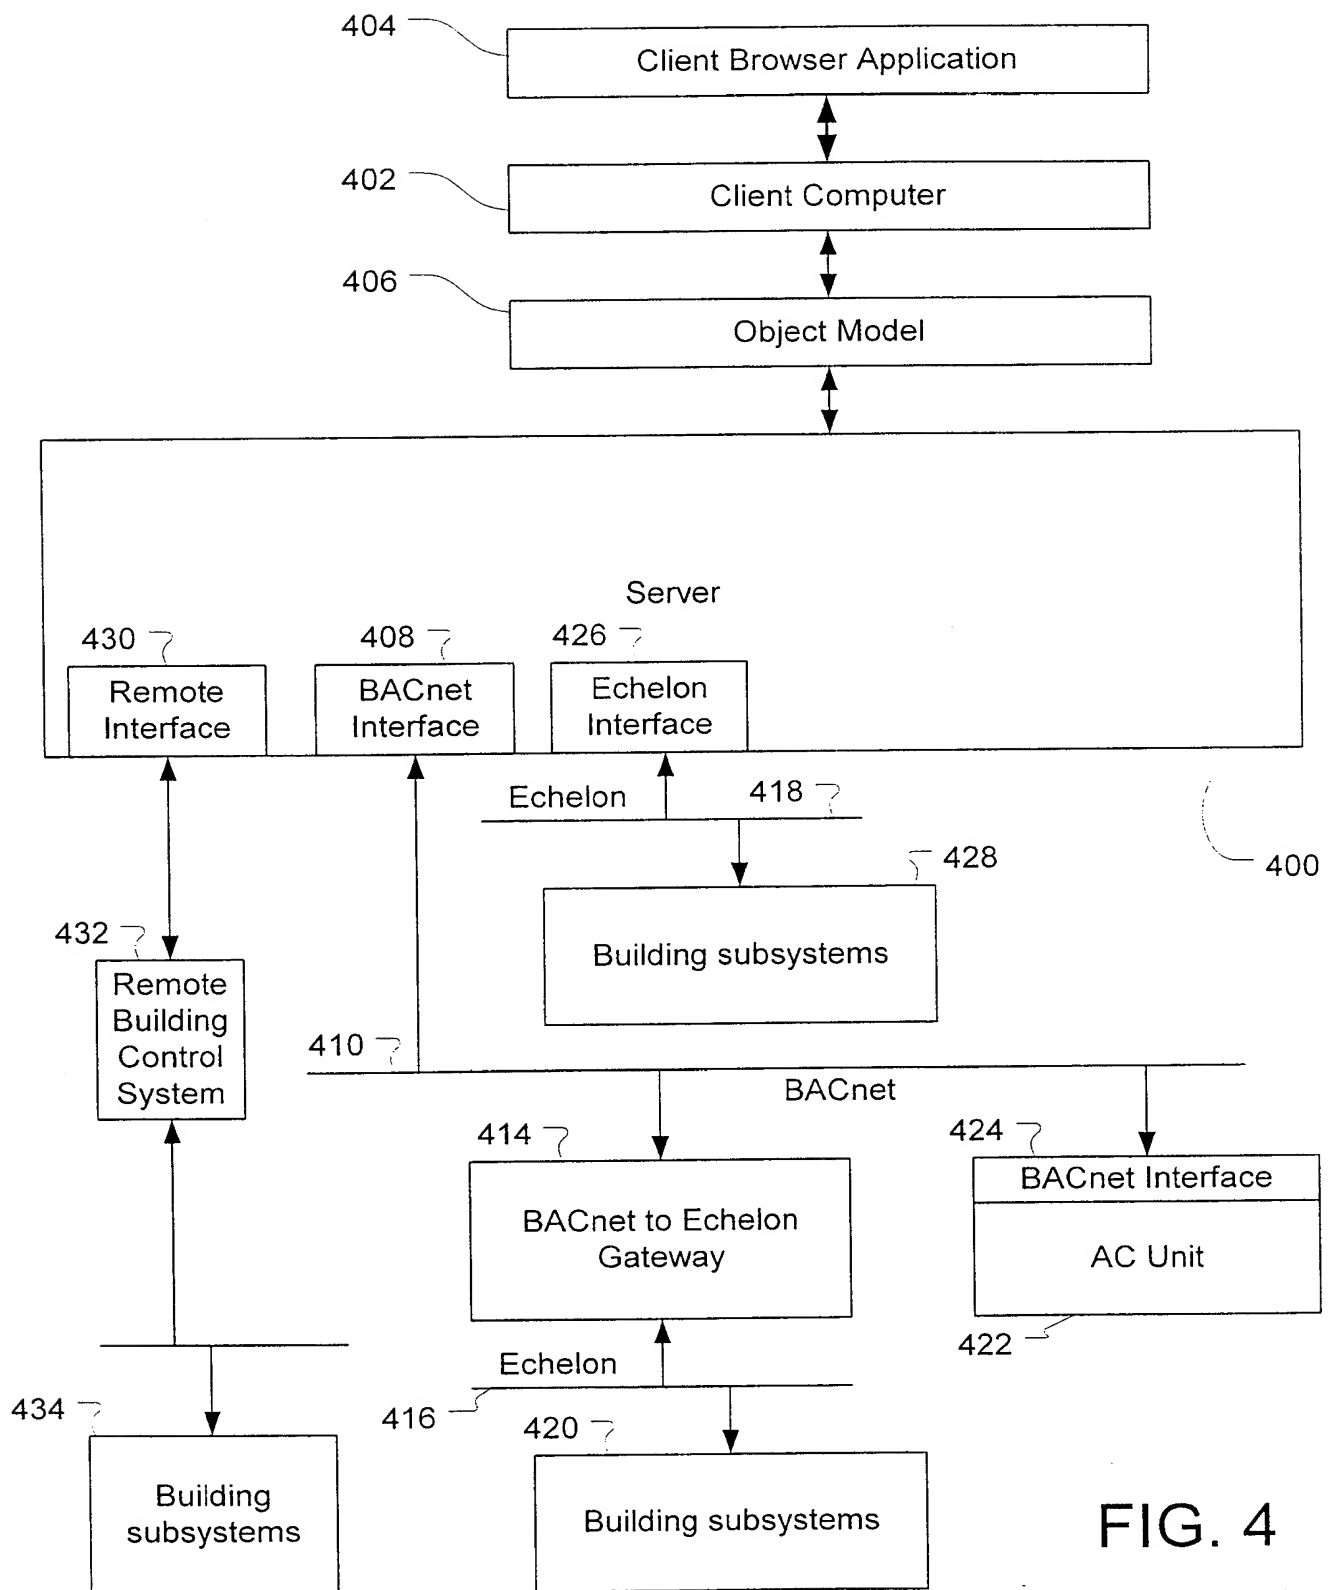 404
Client Browser Application
402
Client Computer
406
Object Model
Server
430
408
426
Remote
Interface
BACnet
Interface
Echelon
Interface
Echelon
418
428
400
Building subsystems
432
Remote
Building
Control
System
410
BACnet
414
424
BACnet to Echelon
Gateway
BACnet Interface
AC Unit
422
Echelon
416
434
420
Building
subsystems
Building subsystems
FIG. 4